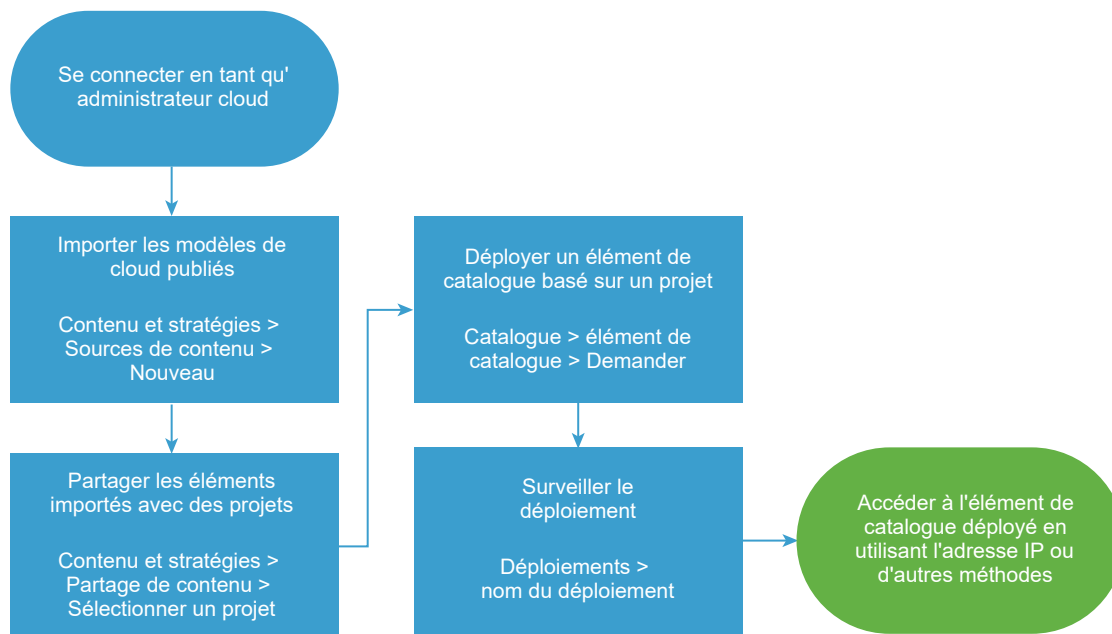 Se connecter en tant qu'
administrateur cloud
Importer les modèles de
cloud publiés
Contenu et stratégies >
Sources de contenu >
Nouveau
Partager les éléments
importés avec des projets
Contenu et stratégies >
Partage de contenu >
Sélectionner un projet
Déployer un élément de
catalogue basé sur un projet
Catalogue > élément de
catalogue > Demander
Surveiller le
déploiement
Déploiements >
nom du déploiement
Accéder à l'élément de
catalogue déployé en
utilisant l'adresse IP ou
d'autres méthodes